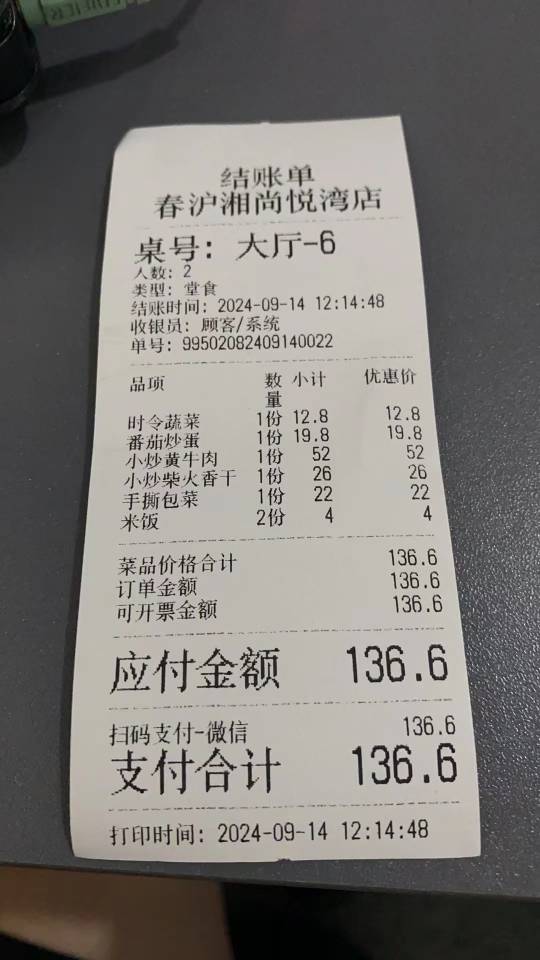 结账单
春沪湘尚悦湾店
桌号: 大厅-6
人数: 2
类型: 堂食
结账时间: 2024-09-14 12:14:48
收银员: 顾客/系统
单号: 99502082409140022
品项 数量 小计 优惠价
时令蔬菜 1份 12.8 12.8
番茄炒蛋 1份 19.8 19.8
小炒黄牛肉 1份 52 52
小炒柴火香干 1份 26 26
手撕包菜 1份 22 22
米饭 2份 4 4
菜品价格合计 136.6
订单金额 136.6
可开票金额 136.6
应付金额 136.6
扫码支付-微信 136.6
支付合计 136.6
打印时间: 2024-09-14 12:14:48